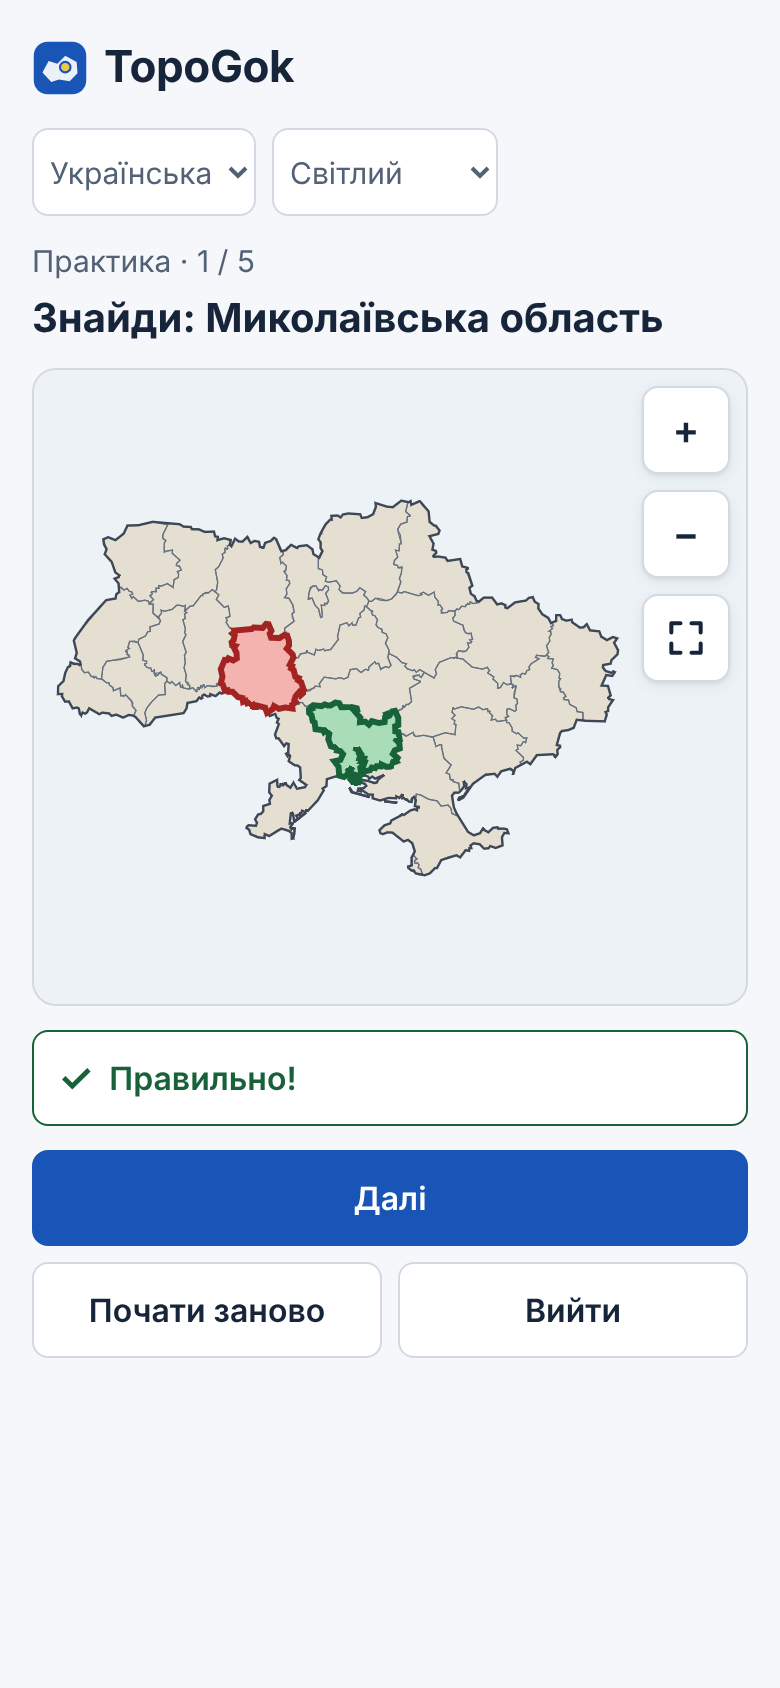 TopoGok
Українська
Світлий
Практика · 1 / 5
Знайди: Миколаївська область
+
−
Правильно!
Далі
Почати заново
Вийти